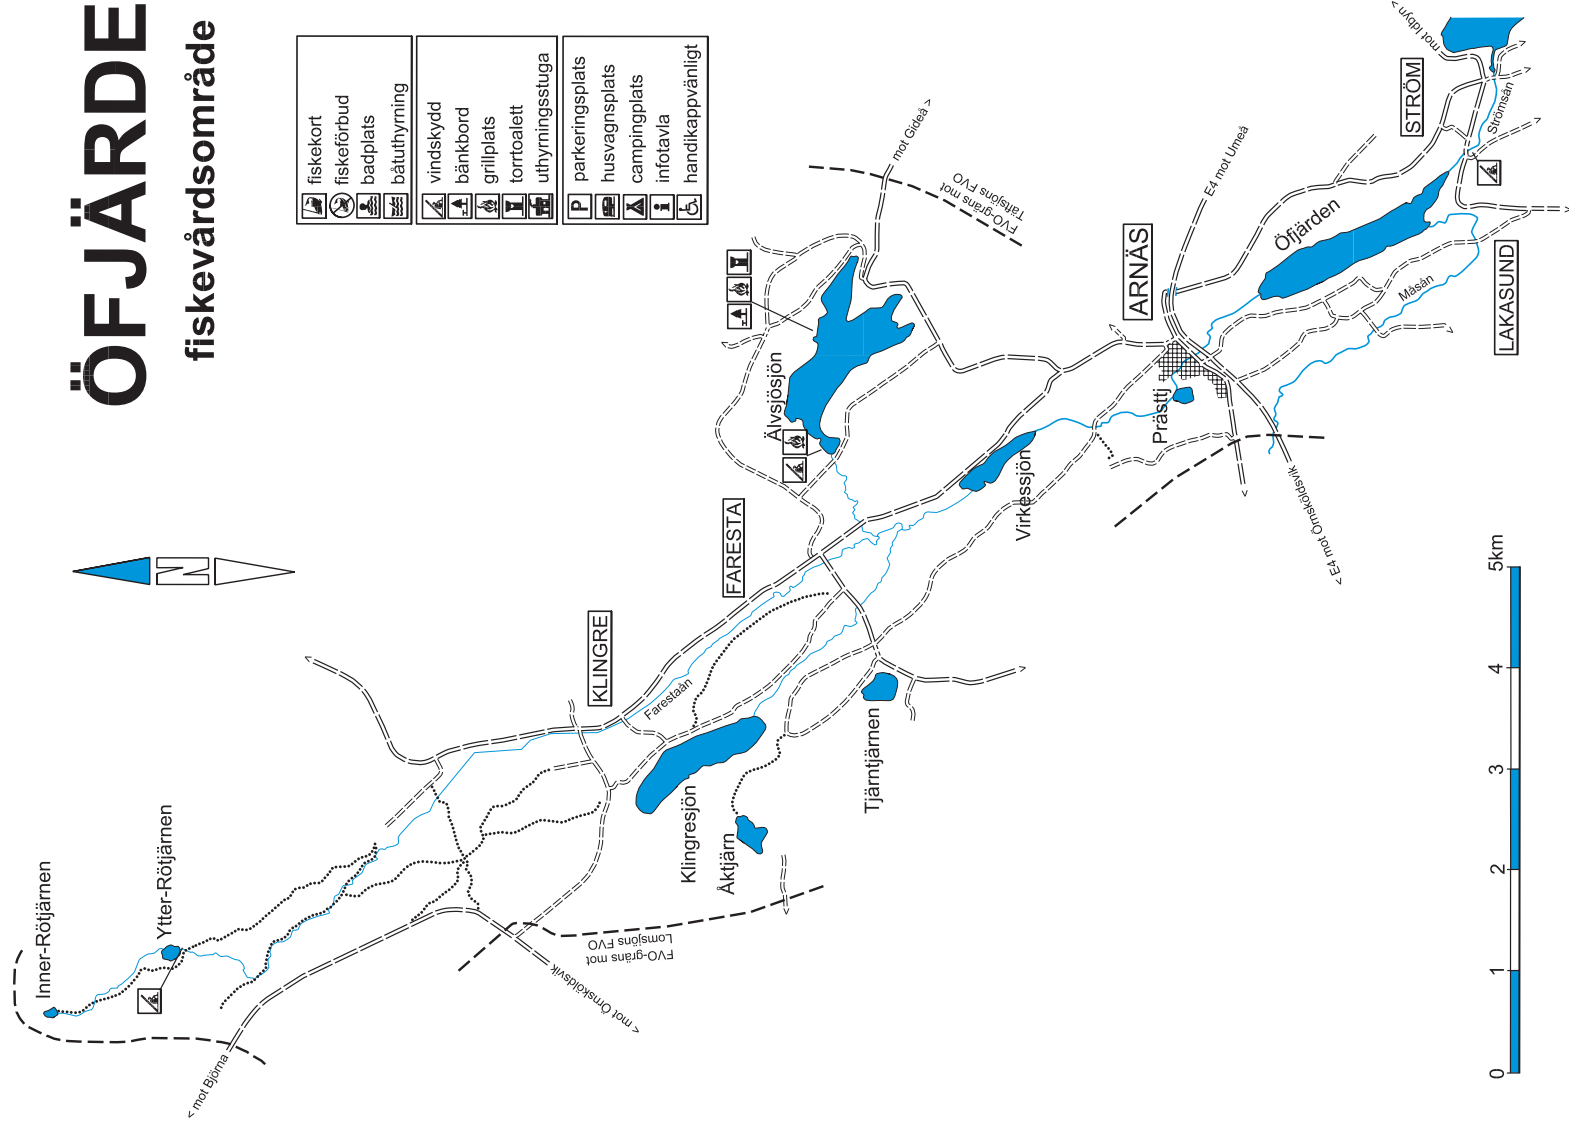 ÖFJÄRDE
fiskevårdsområde
fiskekort
fiskeförbud
badplats
båtuthyrning
vindskydd
bänkbord
grillplats
torrtoalett
uthyrningsstuga
P parkeringsplats
husvagnsplats
campingplats
infotavla
handikappvänligt
N
Inner-Rötjärnen
Ytter-Rötjärnen
< mot Björna
< mot Örnsköldsvik
FVO-gräns mot
Lomsjöns FVO
KLINGRE
Farestaån
Klingresjön
Åktjärn
Tjärntjärnen
FARESTA
Älvsjösjön
mot Gideå >
FVO-gräns mot
Tältsjöns FVO
Virkessjön
Prästtj
ARNÄS
E4 mot Umeå
< E4 mot Örnsköldsvik
Öfjärden
Måsån
LAKASUND
STRÖM
Strömsån
mot Idbyn >
0
1
2
3
4
5km